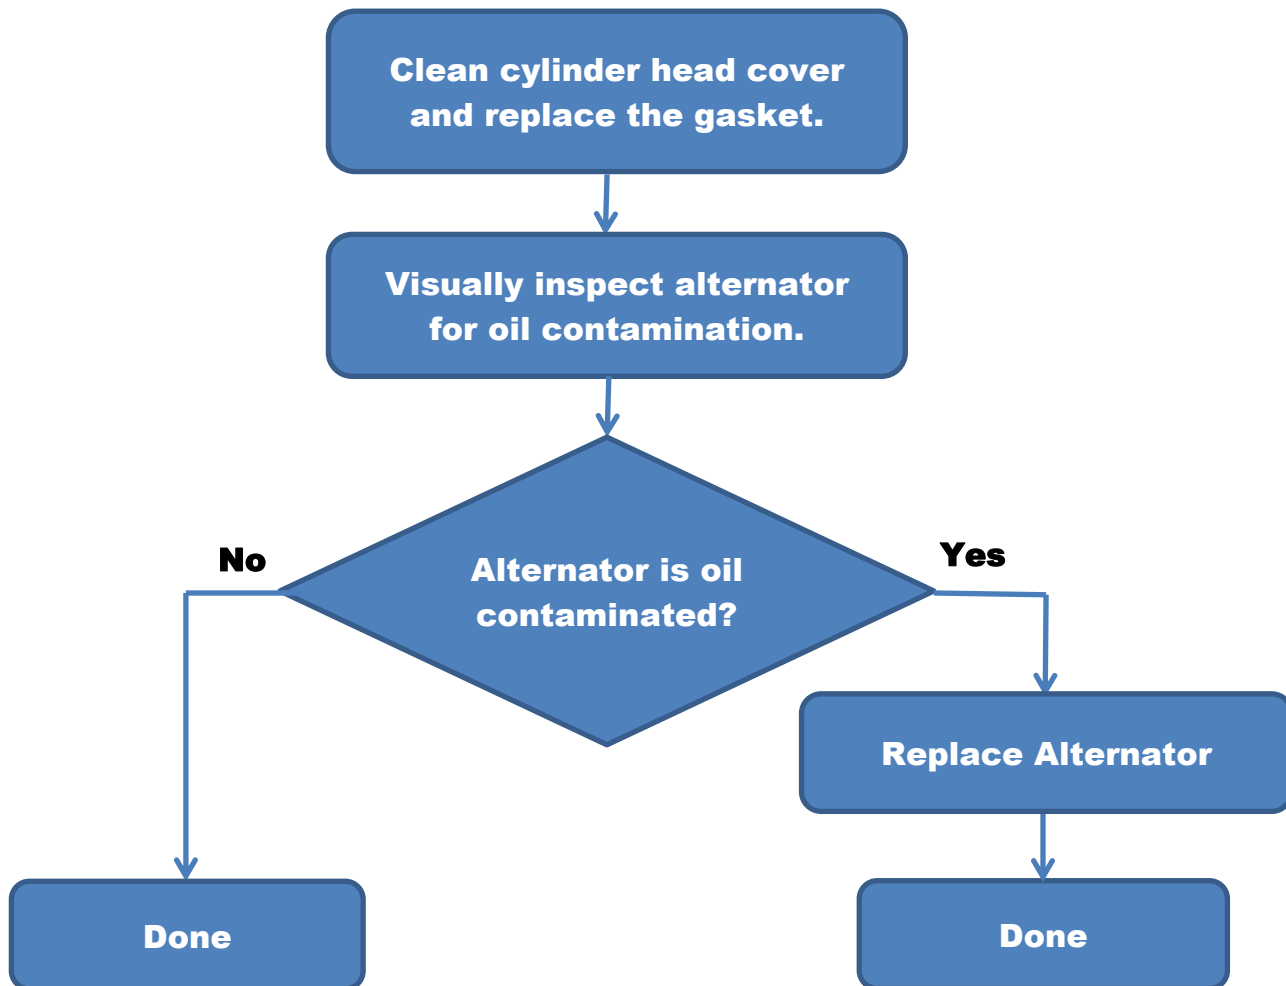 Clean cylinder head cover
and replace the gasket.
Visually inspect alternator
for oil contamination.
No
Yes
Alternator is oil
contaminated?
Replace Alternator
Done
Done